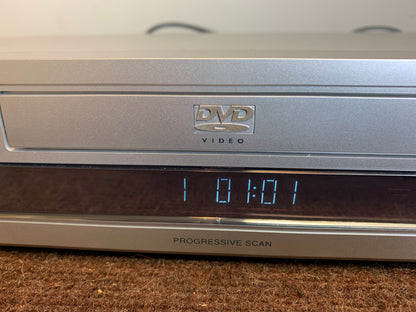 DVD
VIDEO
1 01:01
PROGRESSIVE SCAN